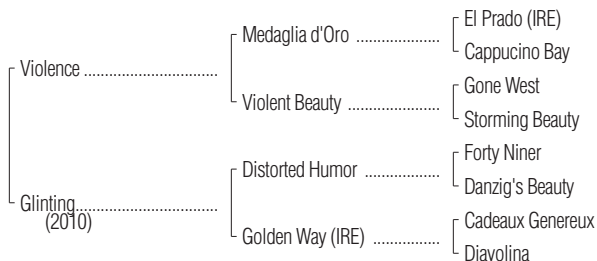 El Prado (IRE)
Medaglia d'Oro ....................
Cappucino Bay
Violence ................................
Gone West
Violent Beauty ......................
Storming Beauty
Forty Niner
Distorted Humor ..................
Danzig's Beauty
Glinting..................................
(2010)
Cadeaux Genereux
Golden Way (IRE) ................
Diavolina